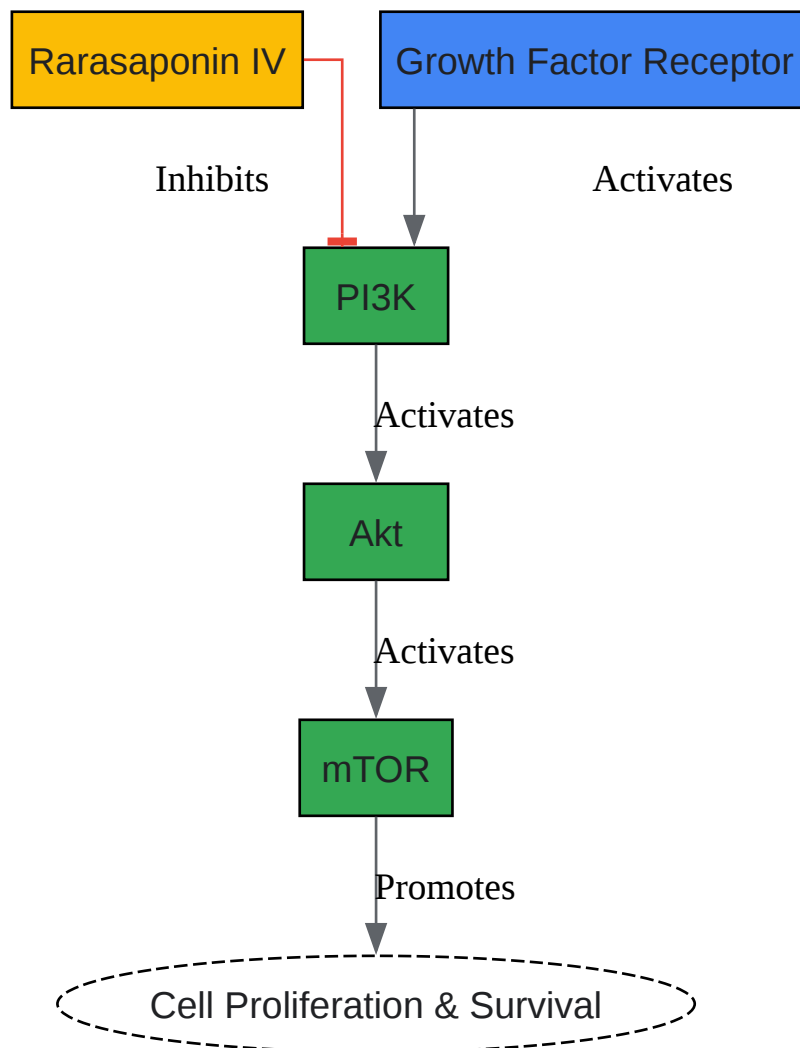 Rarasaponin IV
Growth Factor Receptor
Inhibits
Activates
PI3K
Activates
Akt
Activates
mTOR
Promotes
Cell Proliferation & Survival